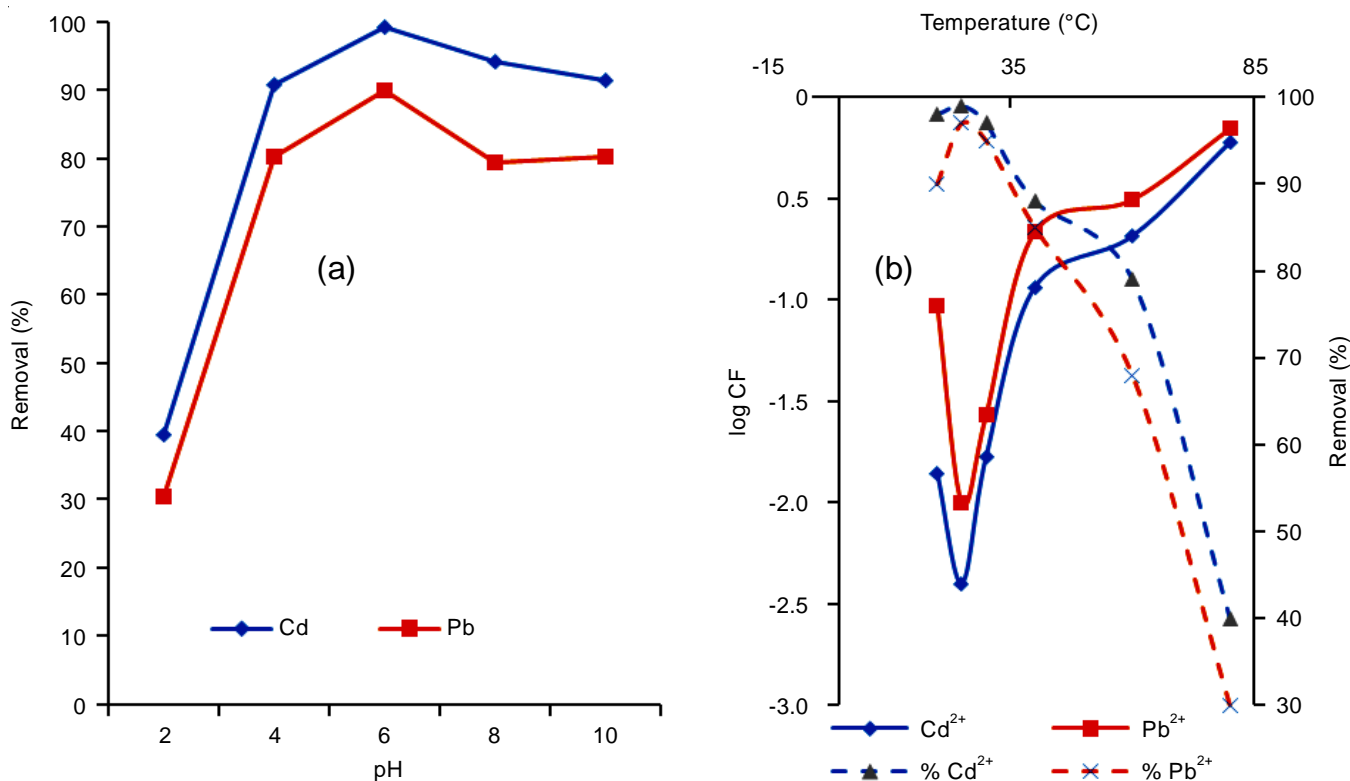 100
90
80
70
60
50
40
30
20
10
0
Removal (%)
2 4 6 8 10
pH
(a)
Cd Pb
Temperature (°C)
-15 35 85
0
0.5
-1.0
-1.5
-2.0
-2.5
-3.0
log CF
(b)
100
90
80
70
60
50
40
30
Removal (%)
Cd²⁺ Pb²⁺
% Cd²⁺ % Pb²⁺